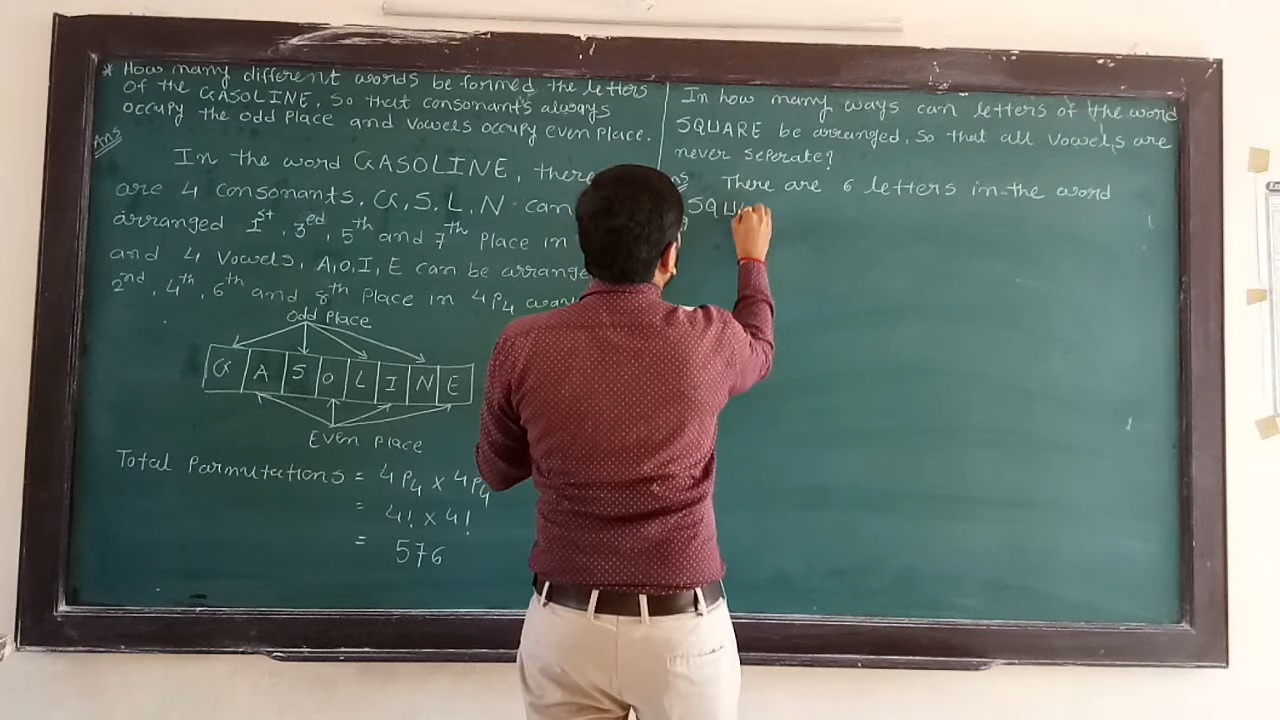 * How many different words be formed the letters
of the GASOLINE, So that consonants always
occupy the odd Place and Vowels occupy even place.
Ans
In the word GASOLINE, there
are 4 consonants, G, S, L, N can
arranged 1st, 3ed, 5th and 7th Place in
and 4 Vowels, A, O, I, E can be arrange
2nd, 4th, 6th and 8th Place in 4P4
Odd Place
G A S O L I N E
Even Place
Total Parmutations = 4P4 x 4P4
= 4! x 4!
= 576
In how many ways can letters of the word
SQUARE be arranged, so that all vowels are
never seperate?
There are 6 letters in the word
SQU